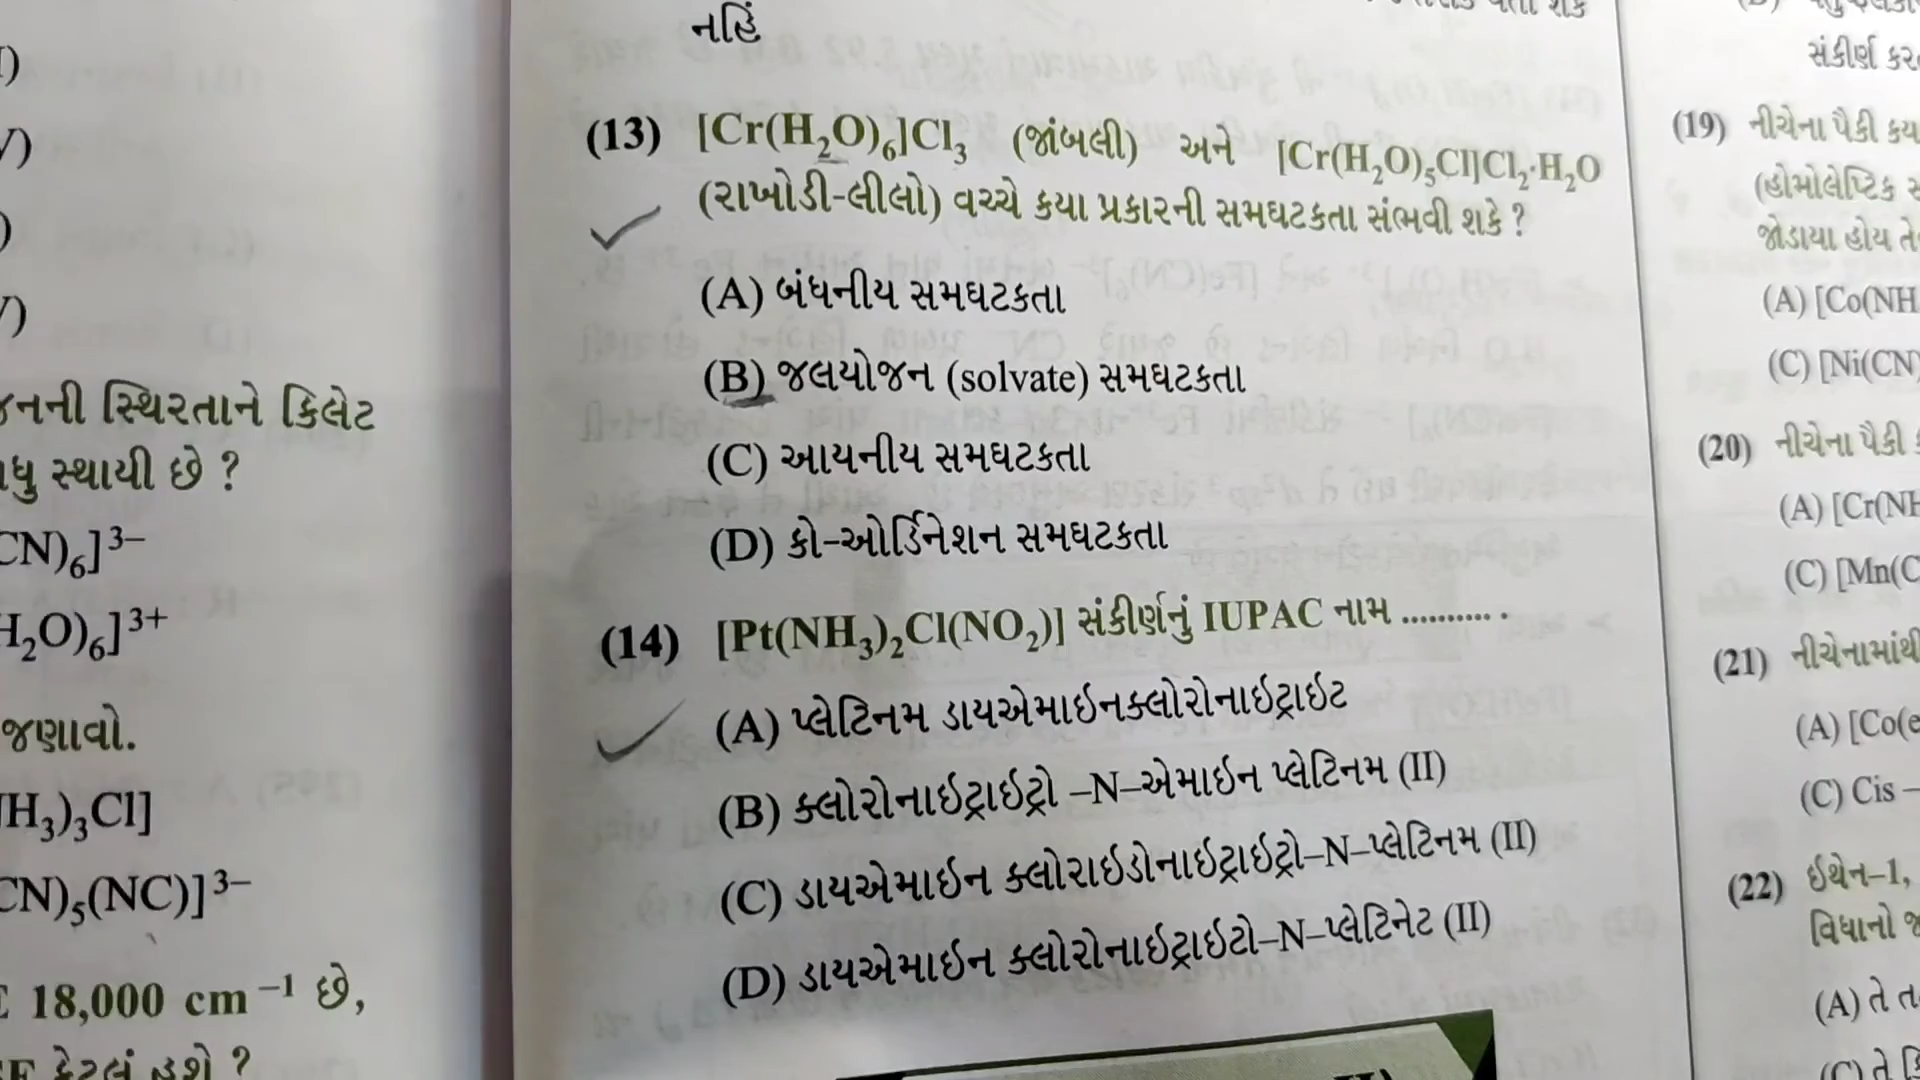 જનની સ્થિરતાને કિલેટ
ધુ સ્થાયી છે ?
CN)₆]³⁻
H₂O)₆]³⁺
જણાવો.
H₃)₃Cl]
CN)₅(NC)]³⁻
18,000 cm⁻¹ છે,
કેટલું હશે ?
નહિં
(13) [Cr(H₂O)₆]Cl₃ (જાંબલી) અને [Cr(H₂O)₅Cl]Cl₂·H₂O
(રાખોડી-લીલો) વચ્ચે કયા પ્રકારની સમઘટકતા સંભવી શકે ?
(A) બંધનીય સમઘટકતા
(B) જલયોજન (solvate) સમઘટકતા
(C) આયનીય સમઘટકતા
(D) કો-ઓર્ડિનેશન સમઘટકતા
(14) [Pt(NH₃)₂Cl(NO₂)] સંકીર્ણનું IUPAC નામ .......... .
(A) પ્લેટિનમ ડાયએમાઇનક્લોરોનાઇટ્રાઇટ
(B) ક્લોરોનાઇટ્રાઇટ્રો –N–એમાઇન પ્લેટિનમ (II)
(C) ડાયએમાઇન ક્લોરાઇડોનાઇટ્રાઇટ્રો–N–પ્લેટિનમ (II)
(D) ડાયએમાઇન ક્લોરોનાઇટ્રાઇટો–N–પ્લેટિનેટ (II)
સંકીર્ણ કર
(19) નીચેના પૈકી કય
(હોમોલેપ્ટિક સ
જોડાયા હોય તે
(A) [Co(NH
(C) [Ni(CN)
(20) નીચેના પૈકી ક
(A) [Cr(NH
(C) [Mn(C
(21) નીચેનામાંથી
(A) [Co(e
(C) Cis –
(22) ઈથેન–1,
વિધાનો જ
(A) તે ત
(C) તે કિ